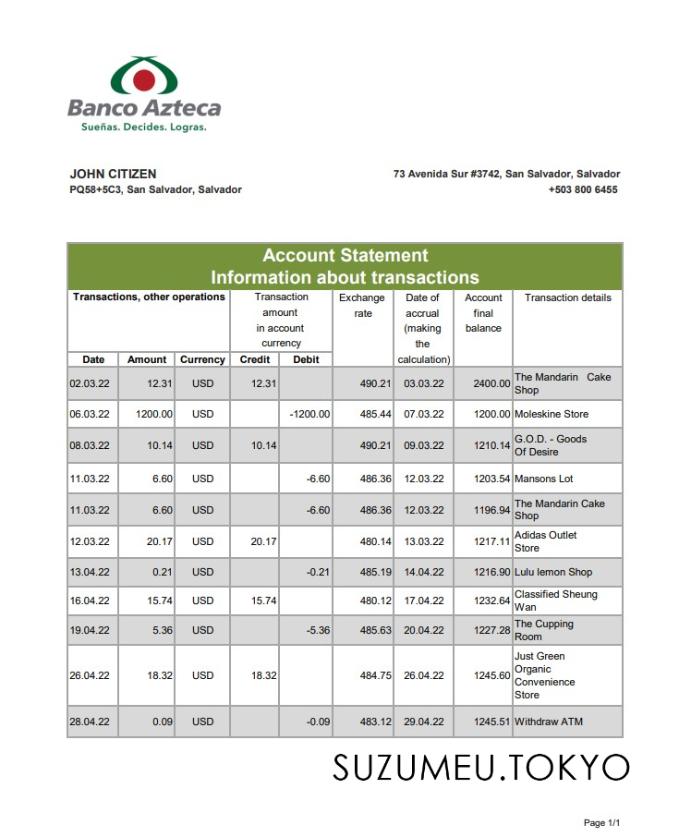 Banco Azteca
Sueñas. Decides. Logras.
JOHN CITIZEN
PQ58+5C3, San Salvador, Salvador
73 Avenida Sur #3742, San Salvador, Salvador
+503 800 6455
Account Statement
Information about transactions
Transactions, other operations
Transaction
amount
in account
currency
Exchange
rate
Date of
accrual
(making
the
calculation)
Account
final
balance
Transaction details
Date Amount Currency Credit Debit
02.03.22 12.31 USD 12.31 490.21 03.03.22 2400.00 The Mandarin Cake
Shop
06.03.22 1200.00 USD -1200.00 485.44 07.03.22 1200.00 Moleskine Store
08.03.22 10.14 USD 10.14 490.21 09.03.22 1210.14 G.O.D. - Goods
Of Desire
11.03.22 6.60 USD -6.60 486.36 12.03.22 1203.54 Mansons Lot
11.03.22 6.60 USD -6.60 486.36 12.03.22 1196.94 The Mandarin Cake
Shop
12.03.22 20.17 USD 20.17 480.14 13.03.22 1217.11 Adidas Outlet
Store
13.04.22 0.21 USD -0.21 485.19 14.04.22 1216.90 Lulu lemon Shop
16.04.22 15.74 USD 15.74 480.12 17.04.22 1232.64 Classified Sheung
Wan
19.04.22 5.36 USD -5.36 485.63 20.04.22 1227.28 The Cupping
Room
26.04.22 18.32 USD 18.32 484.75 26.04.22 1245.60 Just Green
Organic
Convenience
Store
28.04.22 0.09 USD -0.09 483.12 29.04.22 1245.51 Withdraw ATM
SUZUMEU.TOKYO
Page 1/1